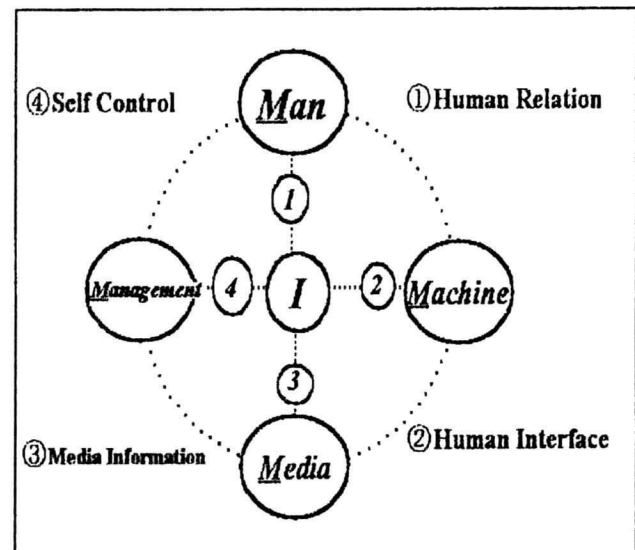 ④Self Control
Man
①Human Relation
1
Management
4
I
2
Machine
3
③Media Information
Media
②Human Interface